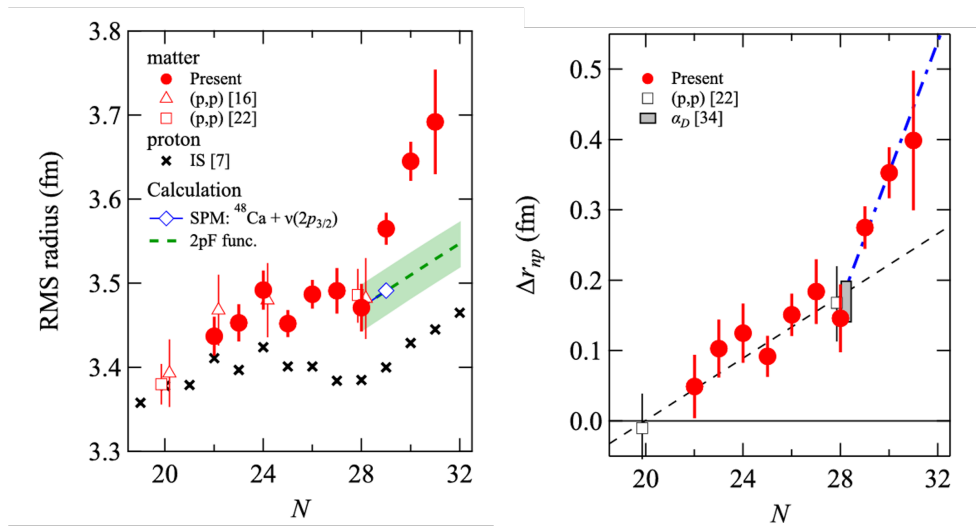 3.8
3.7
3.6
3.5
3.4
3.3
RMS radius (fm)
matter
Present
(p,p) [16]
(p,p) [22]
proton
IS [7]
Calculation
SPM: ⁴⁸Ca + ν(2p₃/₂)
2pF func.
20 24 28 32
N
0.5
0.4
0.3
0.2
0.1
0.0
Δr_np (fm)
Present
(p,p) [22]
α_D [34]
20 24 28 32
N